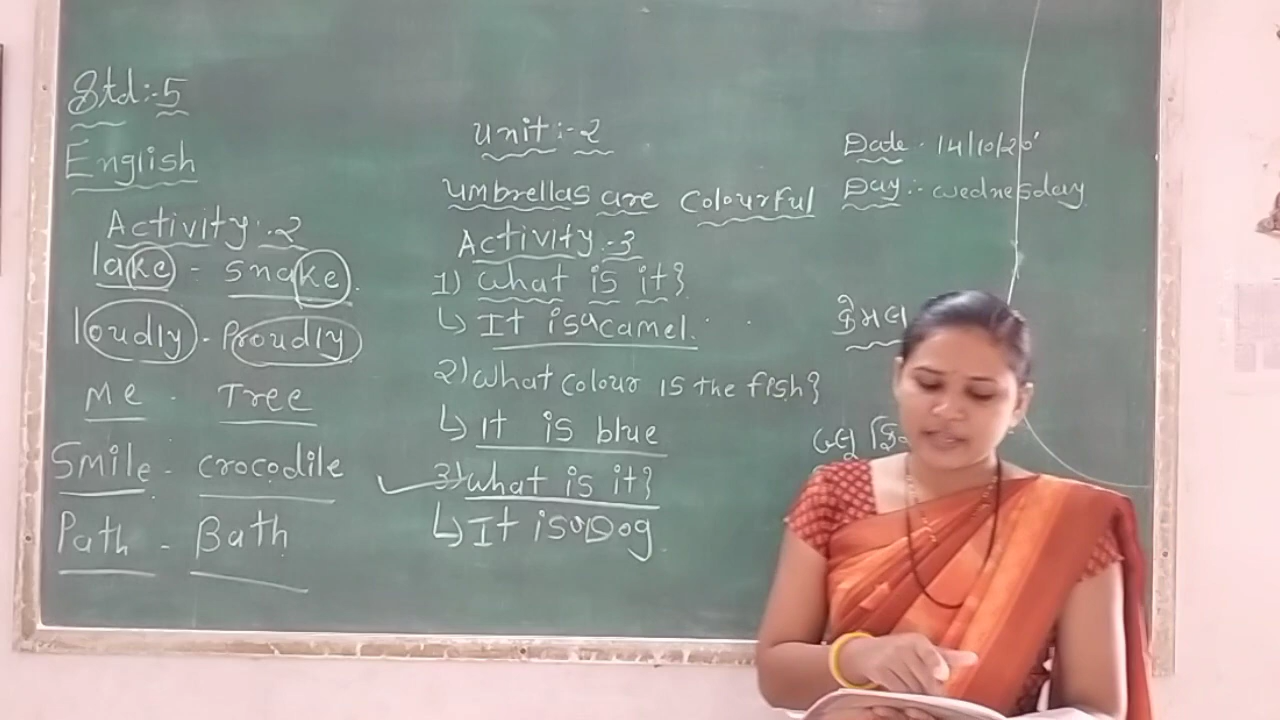 Std:-5
English
Activity:-2
lake - snake.
loudly - Proudly
Me - Tree
Smile - crocodile
Path - Bath
Unit:-2
Umbrellas are Colourful
Activity:-3
1) What is it?
↳ It is a camel.
2) What colour is the fish?
↳ It is blue
3) What is it?
↳ It is a Dog
Date:- 14/10/20'
Day:- Wednesday